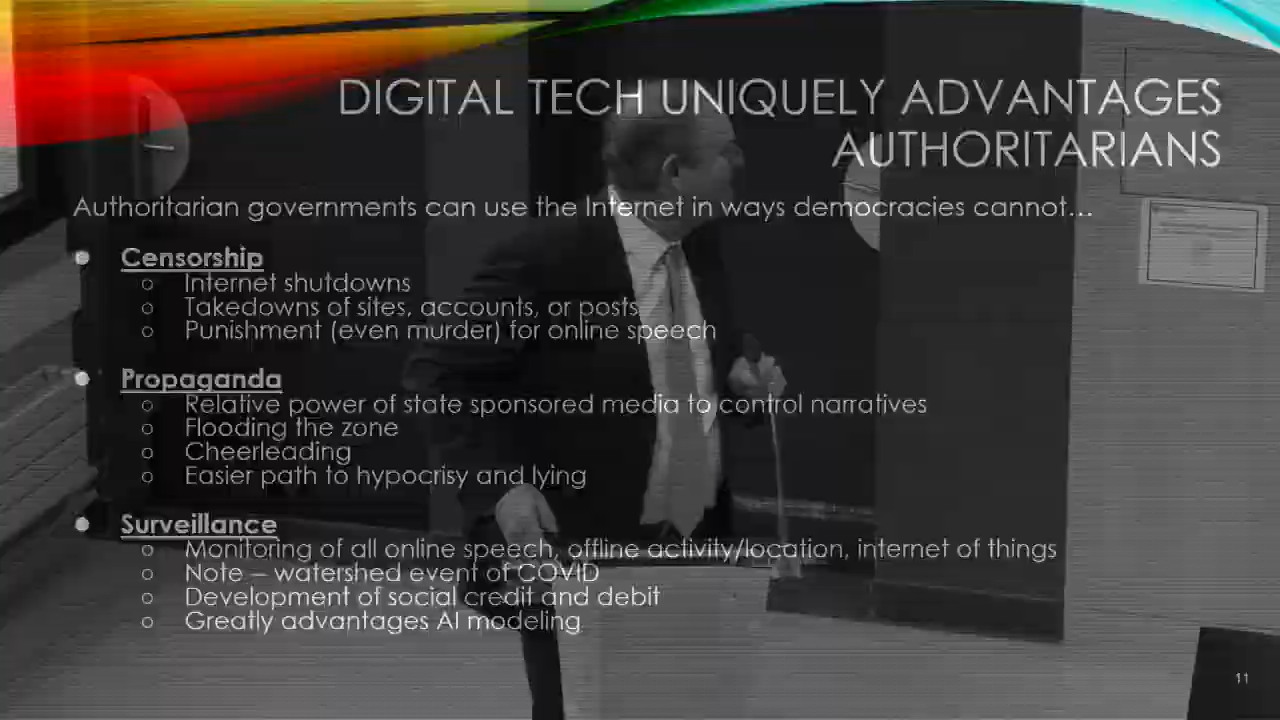 DIGITAL TECH UNIQUELY ADVANTAGES
AUTHORITARIANS
Authoritarian governments can use the Internet in ways democracies cannot…
● Censorship
○ Internet shutdowns
○ Takedowns of sites, accounts, or posts
○ Punishment (even murder) for online speech
● Propaganda
○ Relative power of state sponsored media to control narratives
○ Flooding the zone
○ Cheerleading
○ Easier path to hypocrisy and lying
● Surveillance
○ Monitoring of all online speech, offline activity/location, internet of things
○ Note – watershed event of COVID
○ Development of social credit and debit
○ Greatly advantages AI modeling
11